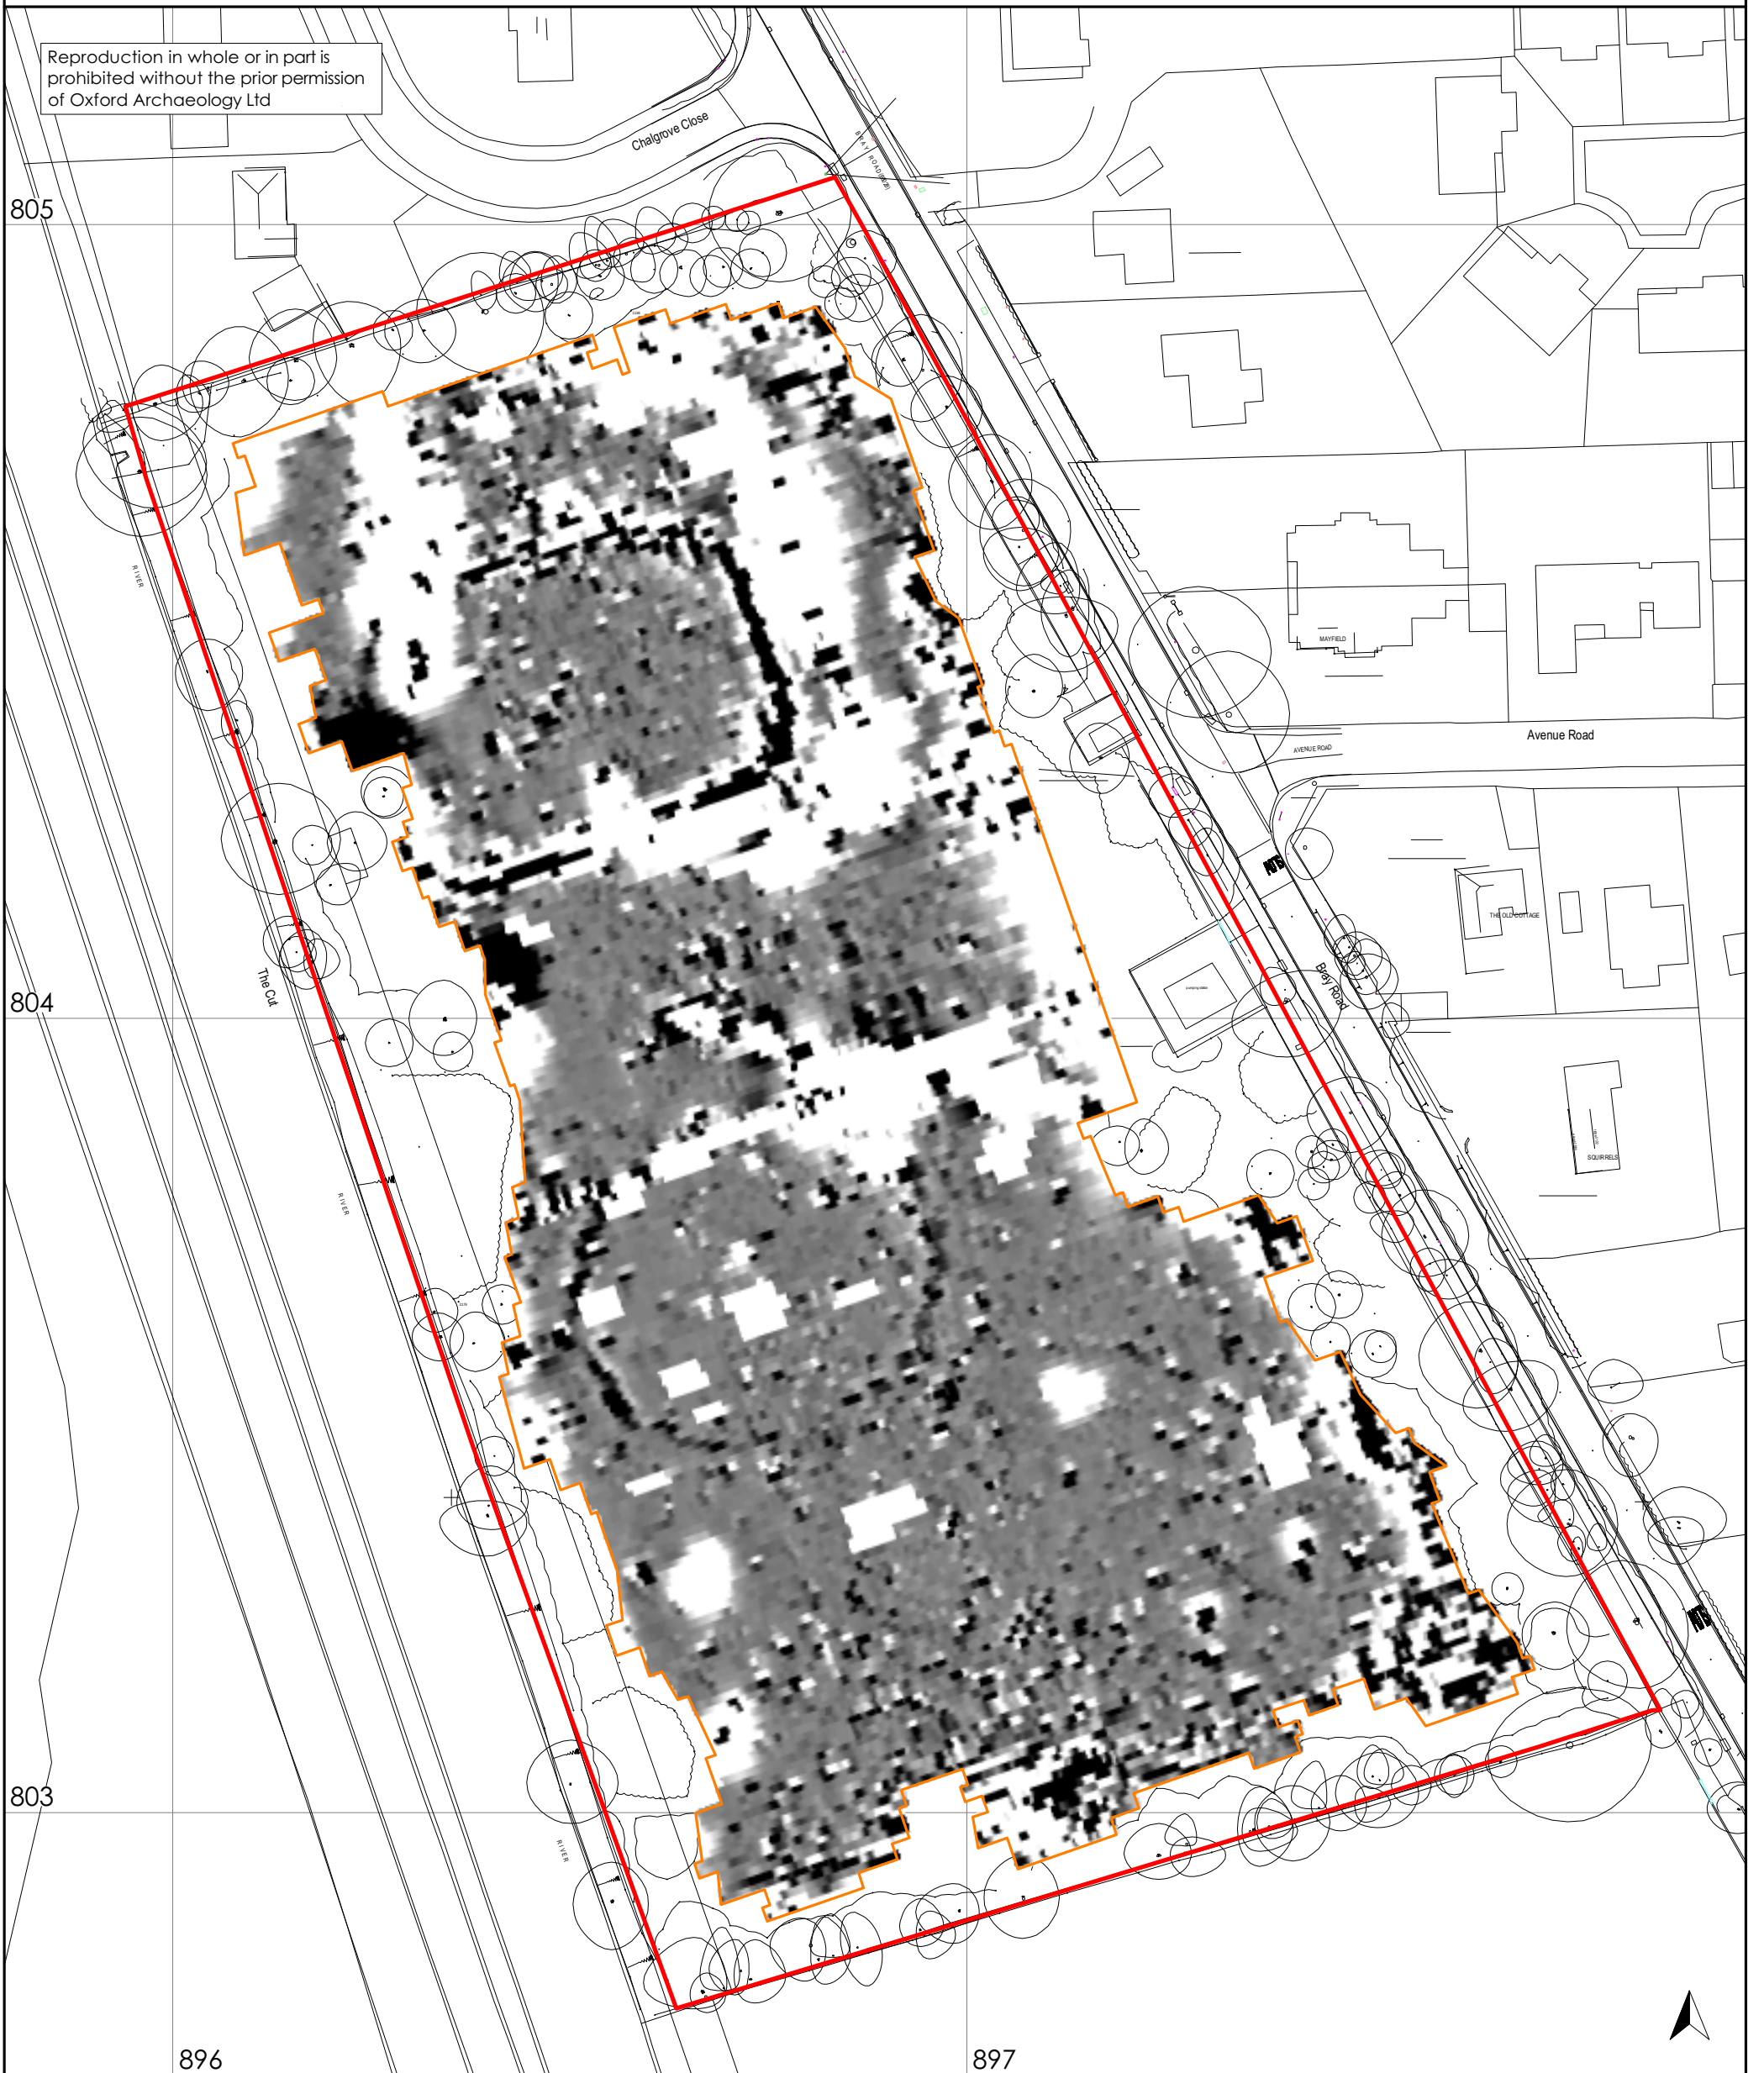 Reproduction in whole or in part is
prohibited without the prior permission
of Oxford Archaeology Ltd
Chalgrove Close
BRAY ROAD
805
RIVER
MAYFIELD
Avenue Road
AVENUE ROAD
THE OLD COTTAGE
The Cut
Bray Road
804
SQUIRRELS
RIVER
803
RIVER
896
897